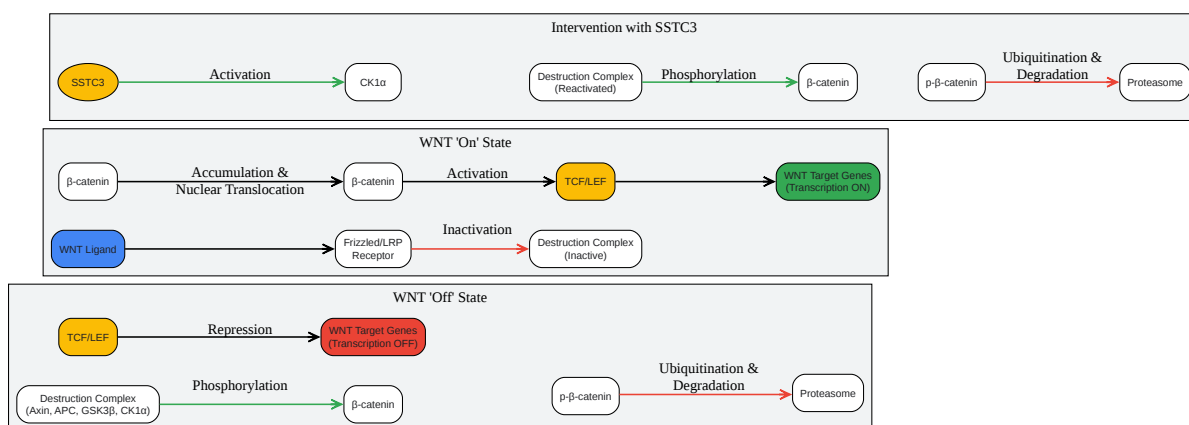 Intervention with SSTC3
SSTC3
Activation
CK1α
Destruction Complex
(Reactivated)
Phosphorylation
β-catenin
p-β-catenin
Ubiquitination &
Degradation
Proteasome
WNT 'On' State
β-catenin
Accumulation &
Nuclear Translocation
β-catenin
Activation
TCF/LEF
WNT Target Genes
(Transcription ON)
WNT Ligand
Frizzled/LRP
Receptor
Inactivation
Destruction Complex
(Inactive)
WNT 'Off' State
TCF/LEF
Repression
WNT Target Genes
(Transcription OFF)
Destruction Complex
(Axin, APC, GSK3β, CK1α)
Phosphorylation
β-catenin
p-β-catenin
Ubiquitination &
Degradation
Proteasome